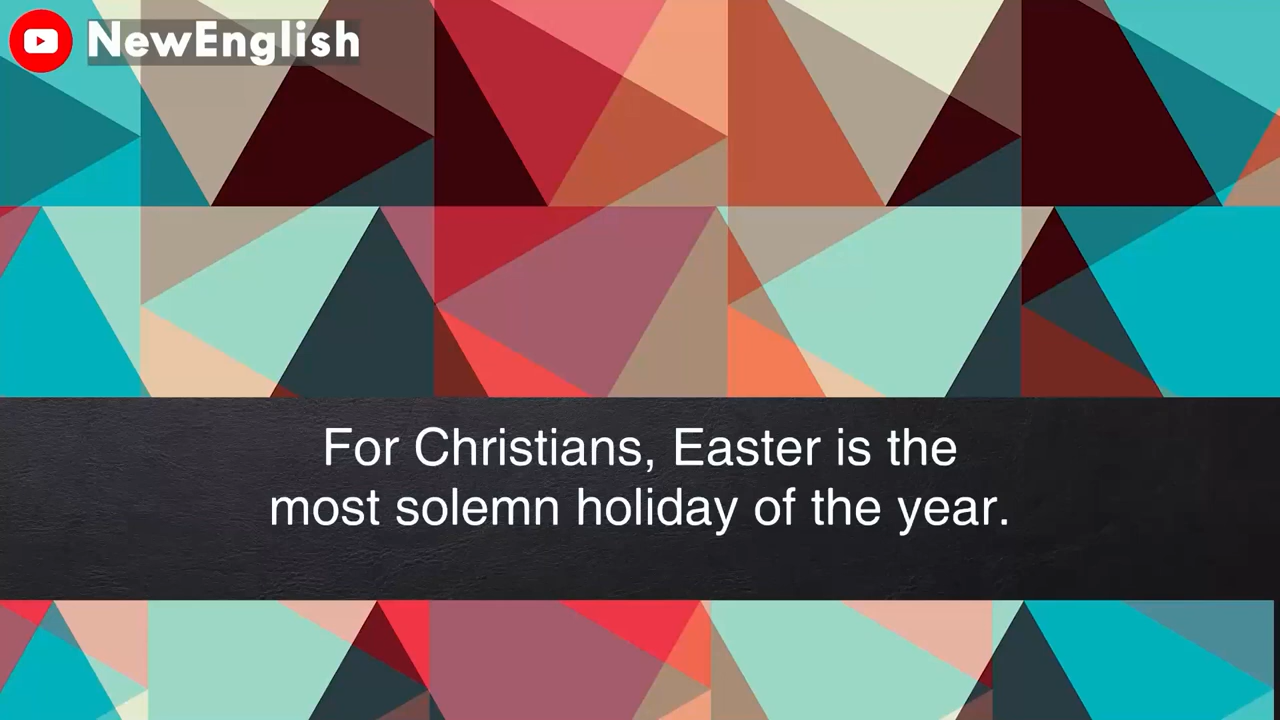 NewEnglish
For Christians, Easter is the
most solemn holiday of the year.